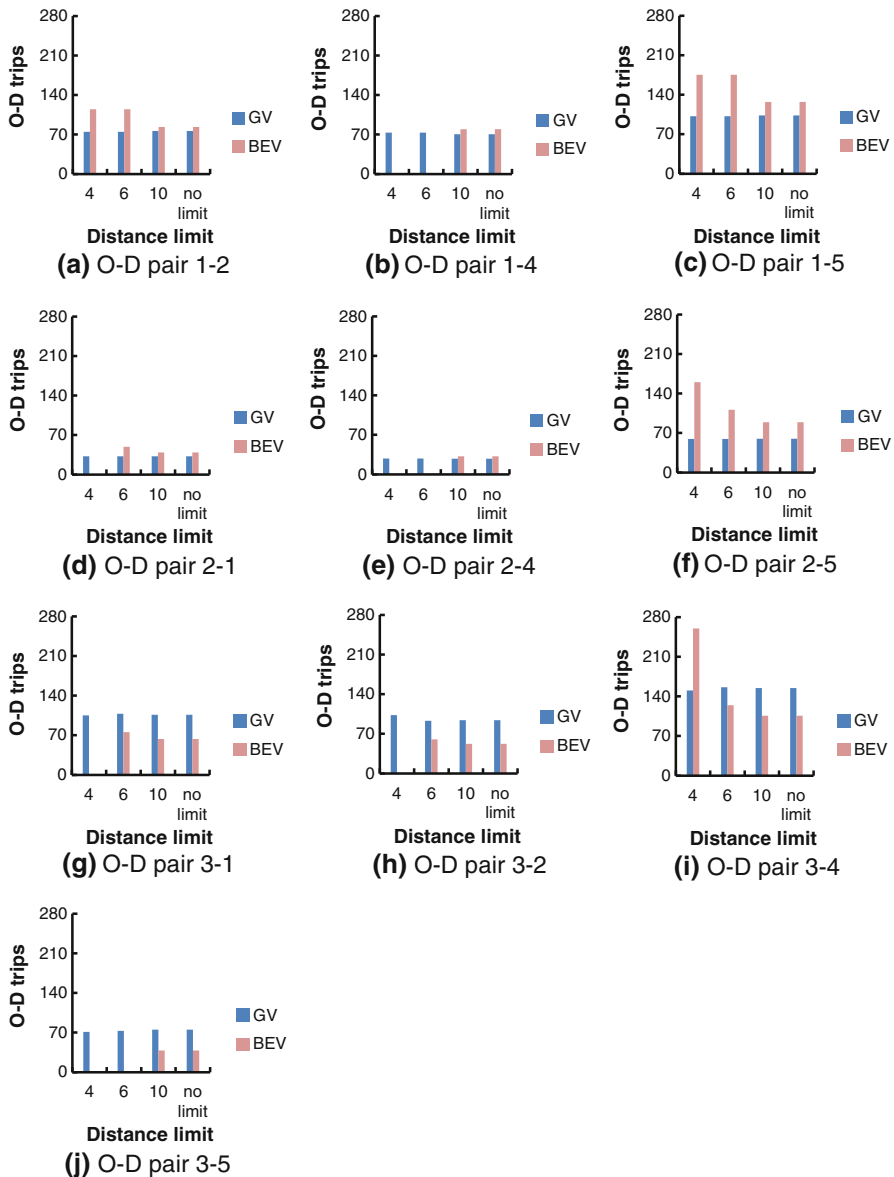 280
210
140
70
0
O-D trips
4 6 10 no limit
Distance limit
GV
BEV
(a) O-D pair 1-2
280
210
140
70
0
O-D trips
4 6 10 no limit
Distance limit
GV
BEV
(b) O-D pair 1-4
280
210
140
70
0
O-D trips
4 6 10 no limit
Distance limit
GV
BEV
(c) O-D pair 1-5
280
210
140
70
0
O-D trips
4 6 10 no limit
Distance limit
GV
BEV
(d) O-D pair 2-1
280
210
140
70
0
O-D trips
4 6 10 no limit
Distance limit
GV
BEV
(e) O-D pair 2-4
280
210
140
70
0
O-D trips
4 6 10 no limit
Distance limit
GV
BEV
(f) O-D pair 2-5
280
210
140
70
0
O-D trips
4 6 10 no limit
Distance limit
GV
BEV
(g) O-D pair 3-1
280
210
140
70
0
O-D trips
4 6 10 no limit
Distance limit
GV
BEV
(h) O-D pair 3-2
280
210
140
70
0
O-D trips
4 6 10 no limit
Distance limit
GV
BEV
(i) O-D pair 3-4
280
210
140
70
0
O-D trips
4 6 10 no limit
Distance limit
GV
BEV
(j) O-D pair 3-5